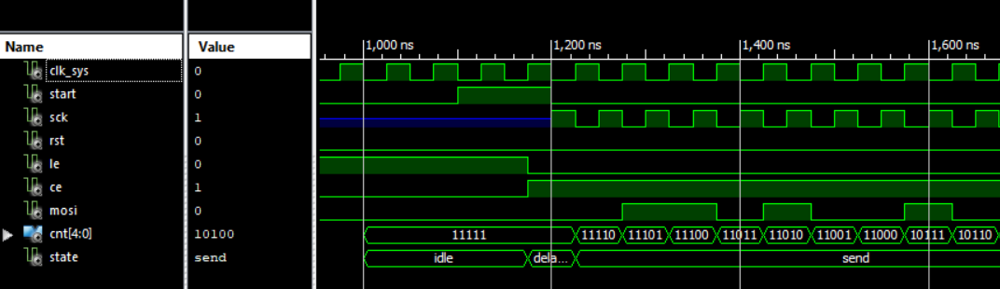 1,000 ns 1,200 ns 1,400 ns 1,600 ns
Name Value
clk_sys 0
start 0
sck 1
rst 0
le 0
ce 1
mosi 0
cnt[4:0] 10100 11111 11110 11101 11100 11011 11010 11001 11000 10111 10110
state send idle dela... send